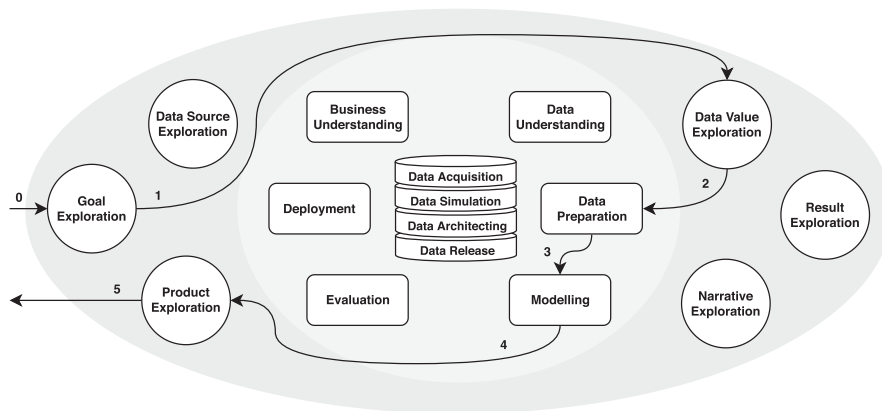 Data Source
Exploration
Business
Understanding
Data
Understanding
Data Value
Exploration
0
Goal
Exploration
1
Deployment
Data Acquisition
Data Simulation
Data Architecting
Data Release
Data
Preparation
2
Result
Exploration
3
5
Product
Exploration
Evaluation
Modelling
Narrative
Exploration
4